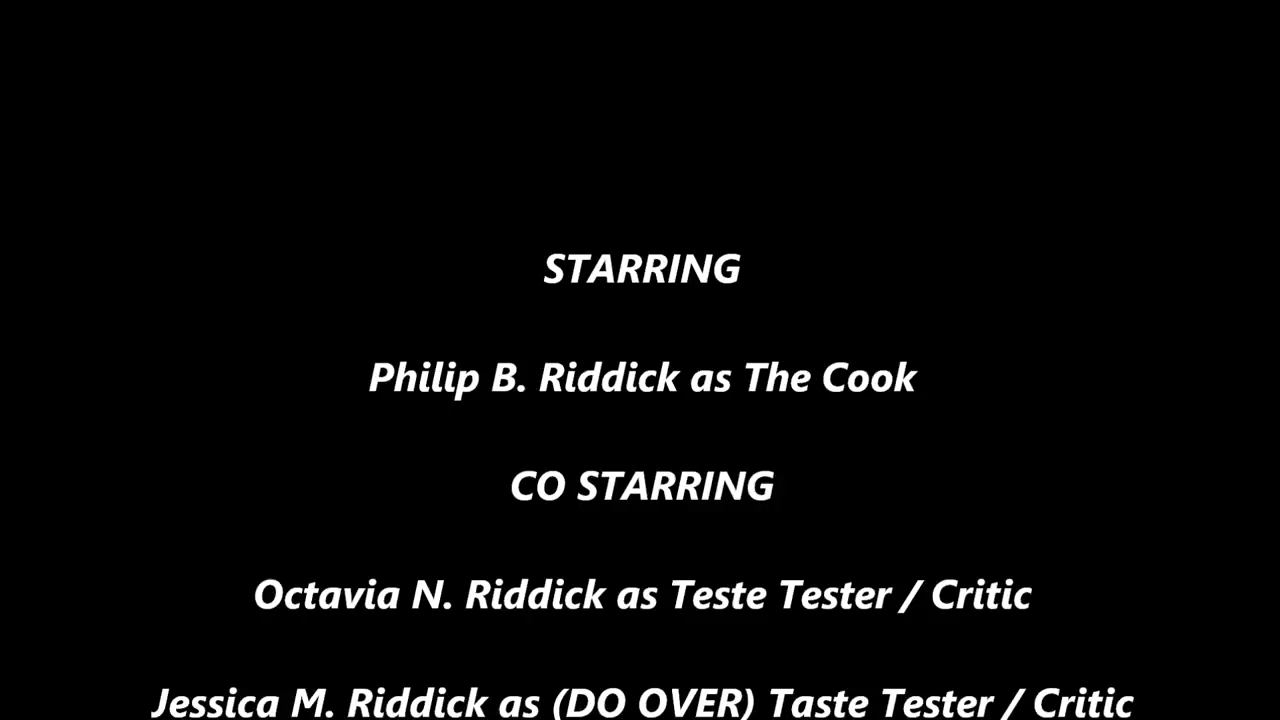 STARRING
Philip B. Riddick as The Cook
CO STARRING
Octavia N. Riddick as Teste Tester / Critic
Jessica M. Riddick as (DO OVER) Taste Tester / Critic